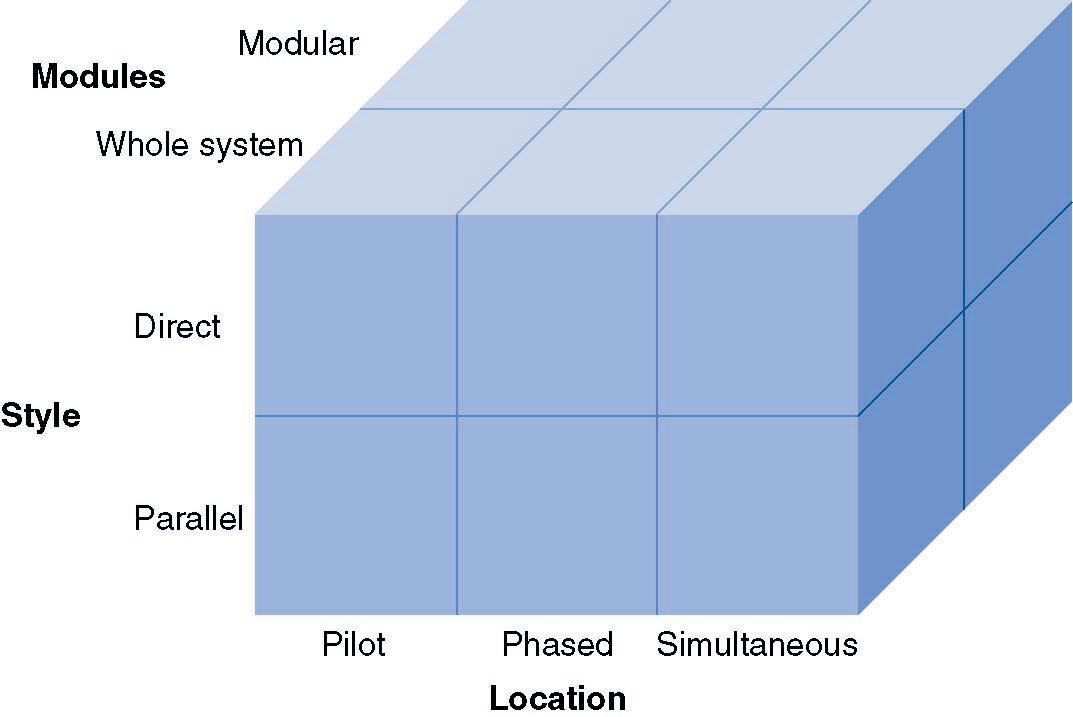 Modular
Modules
Whole system
Direct
Style
Parallel
Pilot Phased Simultaneous
Location